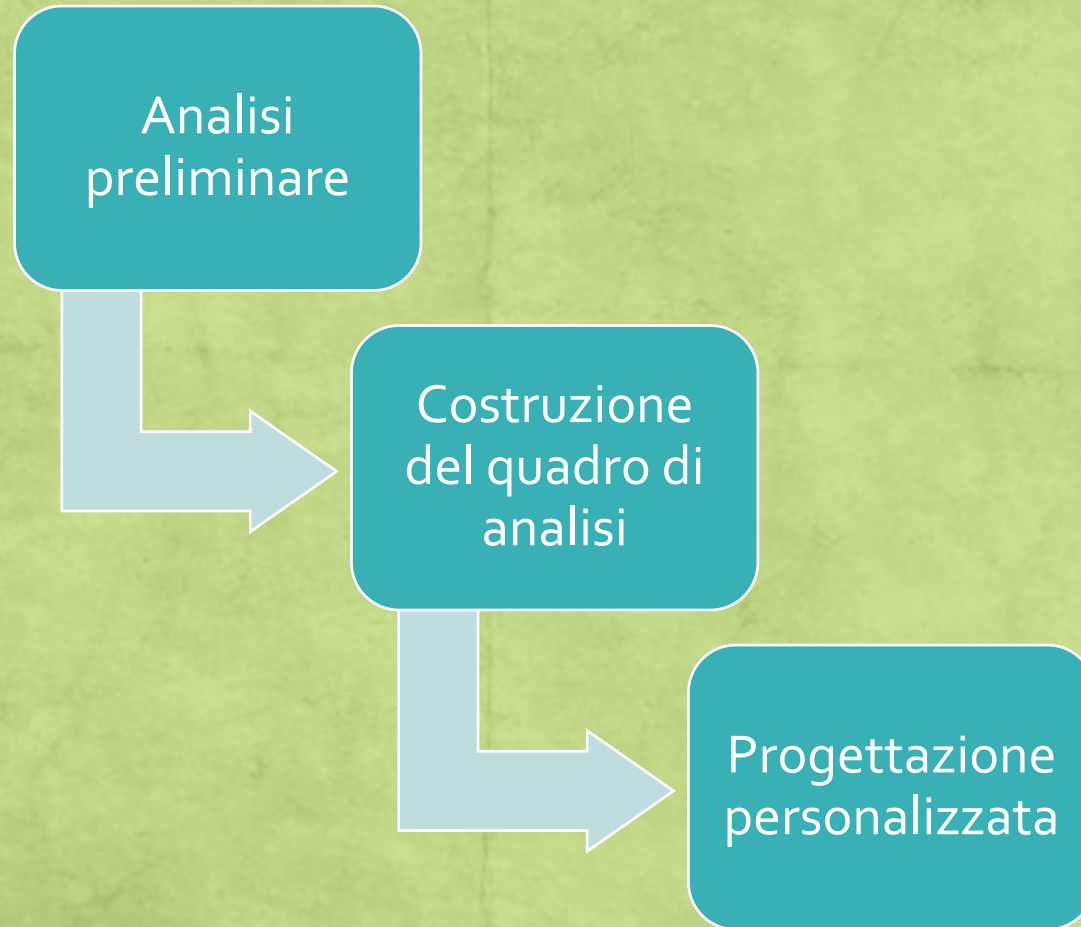 Analisi
preliminare
Costruzione
del quadro di
analisi
Progettazione
personalizzata